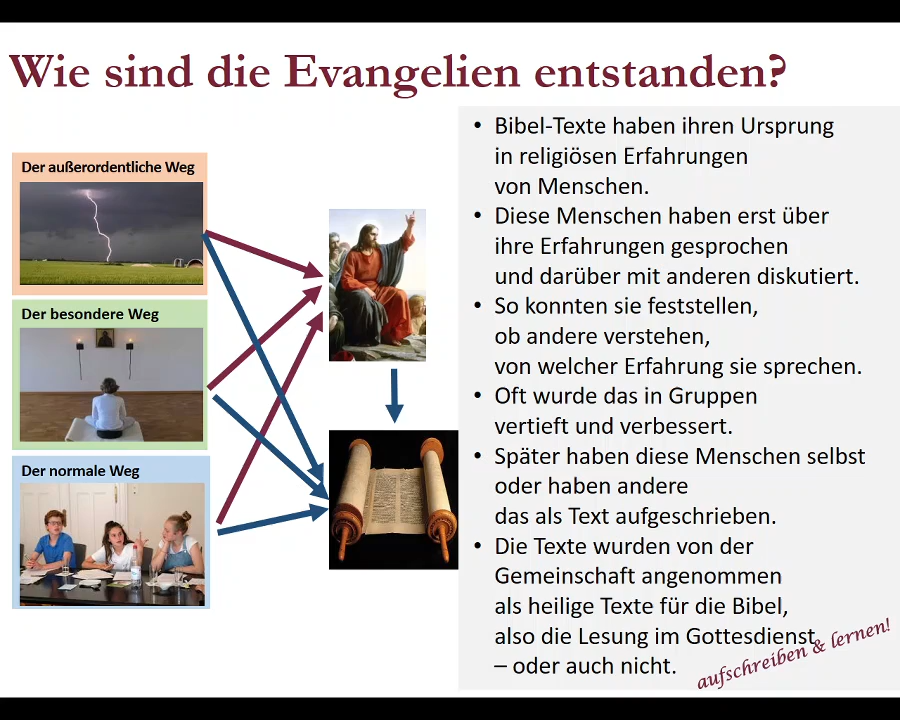 Wie sind die Evangelien entstanden?
Der außerordentliche Weg
Der besondere Weg
Der normale Weg
• Bibel-Texte haben ihren Ursprung
in religiösen Erfahrungen
von Menschen.
• Diese Menschen haben erst über
ihre Erfahrungen gesprochen
und darüber mit anderen diskutiert.
• So konnten sie feststellen,
ob andere verstehen,
von welcher Erfahrung sie sprechen.
• Oft wurde das in Gruppen
vertieft und verbessert.
• Später haben diese Menschen selbst
oder haben andere
das als Text aufgeschrieben.
• Die Texte wurden von der
Gemeinschaft angenommen
als heilige Texte für die Bibel,
also die Lesung im Gottesdienst
– oder auch nicht.
aufschreiben & lernen!